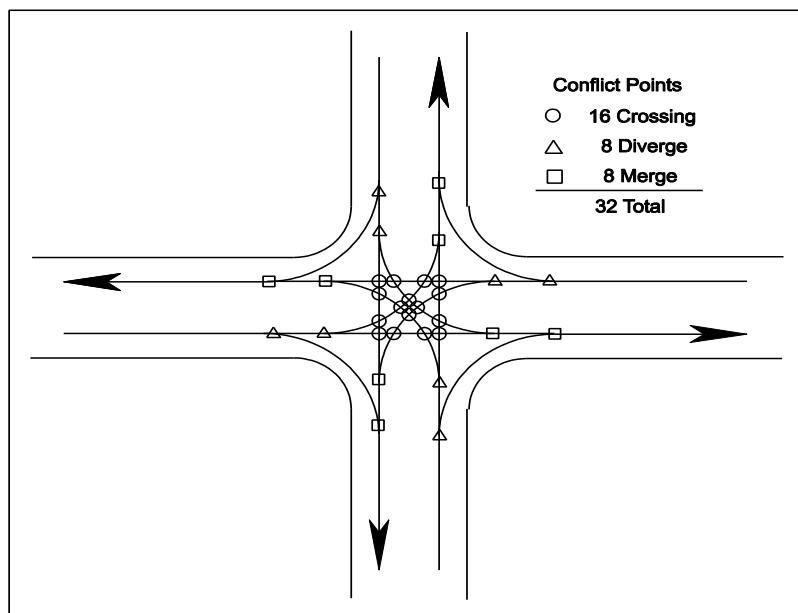 Conflict Points
16 Crossing
8 Diverge
8 Merge
32 Total